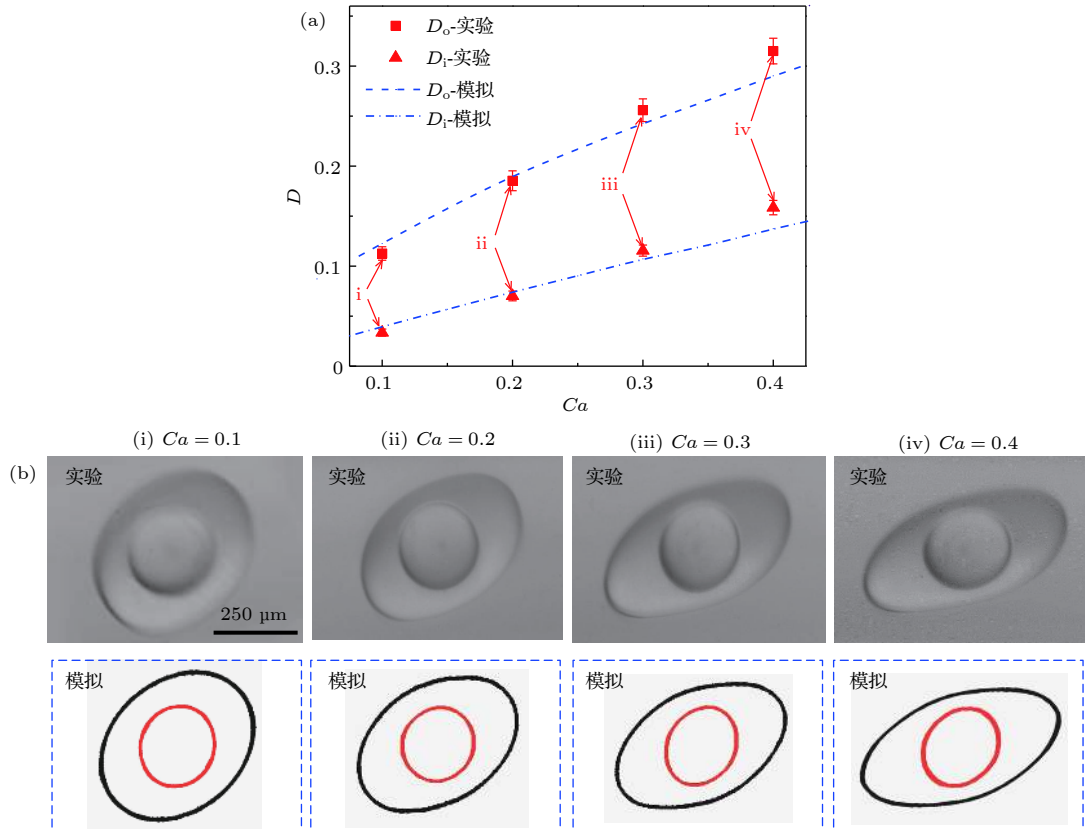 (a)
Do-实验
Di-实验
Do-模拟
Di-模拟
0.3
0.2
0.1
0
D
i
ii
iii
iv
0.1 0.2 0.3 0.4
Ca
(b)
(i) Ca = 0.1 (ii) Ca = 0.2 (iii) Ca = 0.3 (iv) Ca = 0.4
实验 实验 实验 实验
250 µm
模拟 模拟 模拟 模拟